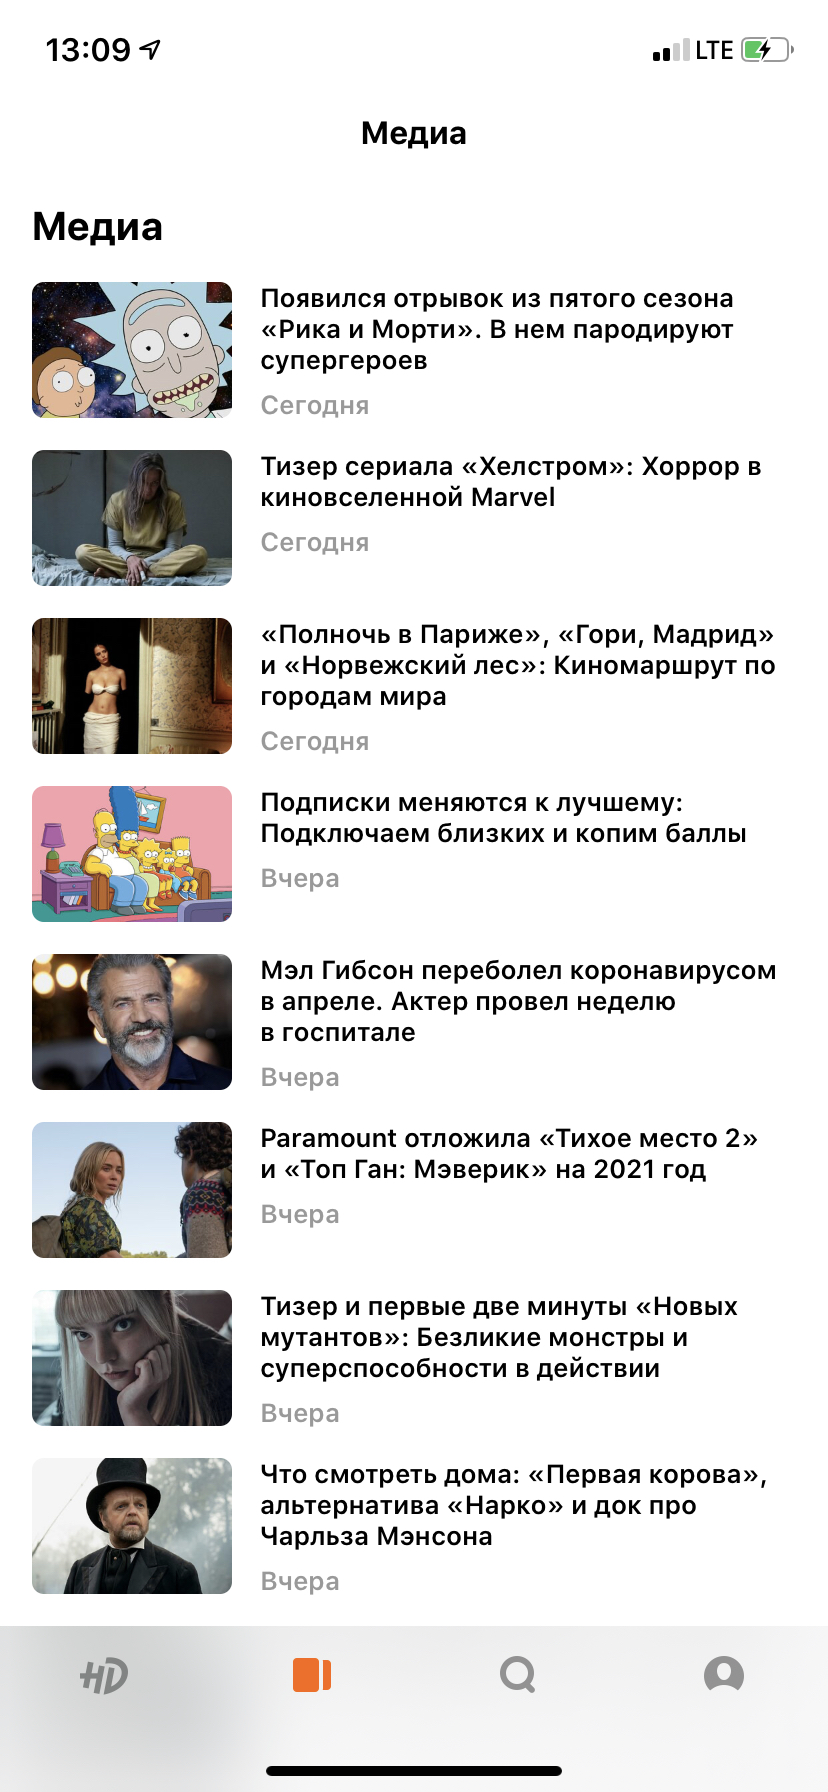 13:09
LTE
Медиа
Медиа
Появился отрывок из пятого сезона
«Рика и Морти». В нем пародируют
супергероев
Сегодня
Тизер сериала «Хелстром»: Хоррор в
киновселенной Marvel
Сегодня
«Полночь в Париже», «Гори, Мадрид»
и «Норвежский лес»: Киномаршрут по
городам мира
Сегодня
Подписки меняются к лучшему:
Подключаем близких и копим баллы
Вчера
Мэл Гибсон переболел коронавирусом
в апреле. Актер провел неделю
в госпитале
Вчера
Paramount отложила «Тихое место 2»
и «Топ Ган: Мэверик» на 2021 год
Вчера
Тизер и первые две минуты «Новых
мутантов»: Безликие монстры и
суперспособности в действии
Вчера
Что смотреть дома: «Первая корова»,
альтернатива «Нарко» и док про
Чарльза Мэнсона
Вчера
HD